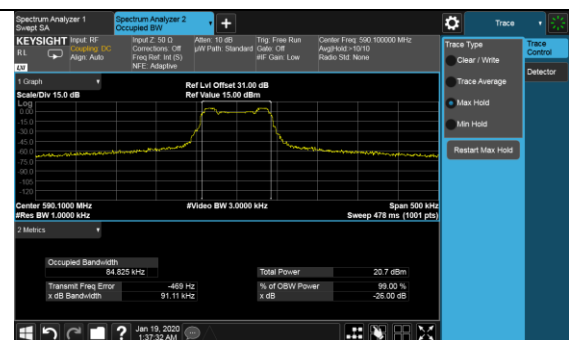 Spectrum Analyzer 1
Swept SA
Spectrum Analyzer 2
Occupied BW
+
Trace
KEYSIGHT
RL
LXI
Input: RF
Coupling: DC
Align: Auto
Input Z: 50 Ω
Corrections: Off
Freq Ref: Int (S)
NFE: Adaptive
Atten: 10 dB
µW Path: Standard
Trig: Free Run
Gate: Off
#IF Gain: Low
Center Freq: 590.100000 MHz
Avg|Hold:>10/10
Radio Std: None
Trace Type
Clear / Write
Trace Average
Max Hold
Min Hold
Restart Max Hold
Trace Control
Detector
1 Graph
Scale/Div 15.0 dB
Ref Lvl Offset 31.00 dB
Ref Value 15.00 dBm
Log
0.00
-15.0
-30.0
-45.0
-60.0
-75.0
-90.0
-105
-120
Center 590.1000 MHz
#Video BW 3.0000 kHz
Span 500 kHz
#Res BW 1.0000 kHz
Sweep 478 ms (1001 pts)
2 Metrics
Occupied Bandwidth
84.825 kHz
Total Power 20.7 dBm
Transmit Freq Error -469 Hz
% of OBW Power 99.00 %
x dB Bandwidth 91.11 kHz
x dB -26.00 dB
?
Jan 19, 2020
1:37:32 AM